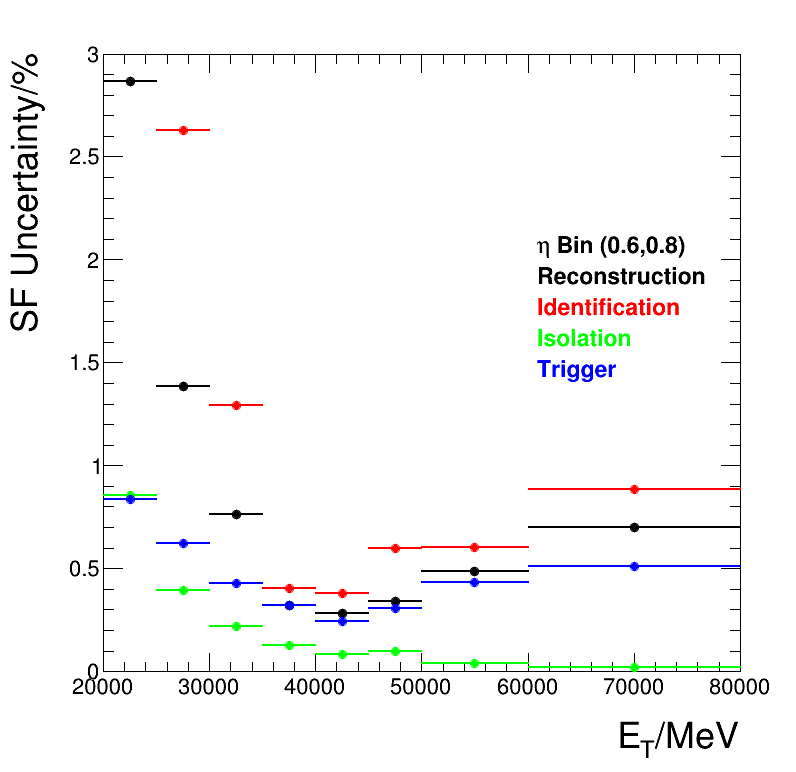 SF Uncertainty/%
3
2.5
2
1.5
1
0.5
0
η Bin (0.6,0.8)
Reconstruction
Identification
Isolation
Trigger
20000 30000 40000 50000 60000 70000 80000
E_T/MeV